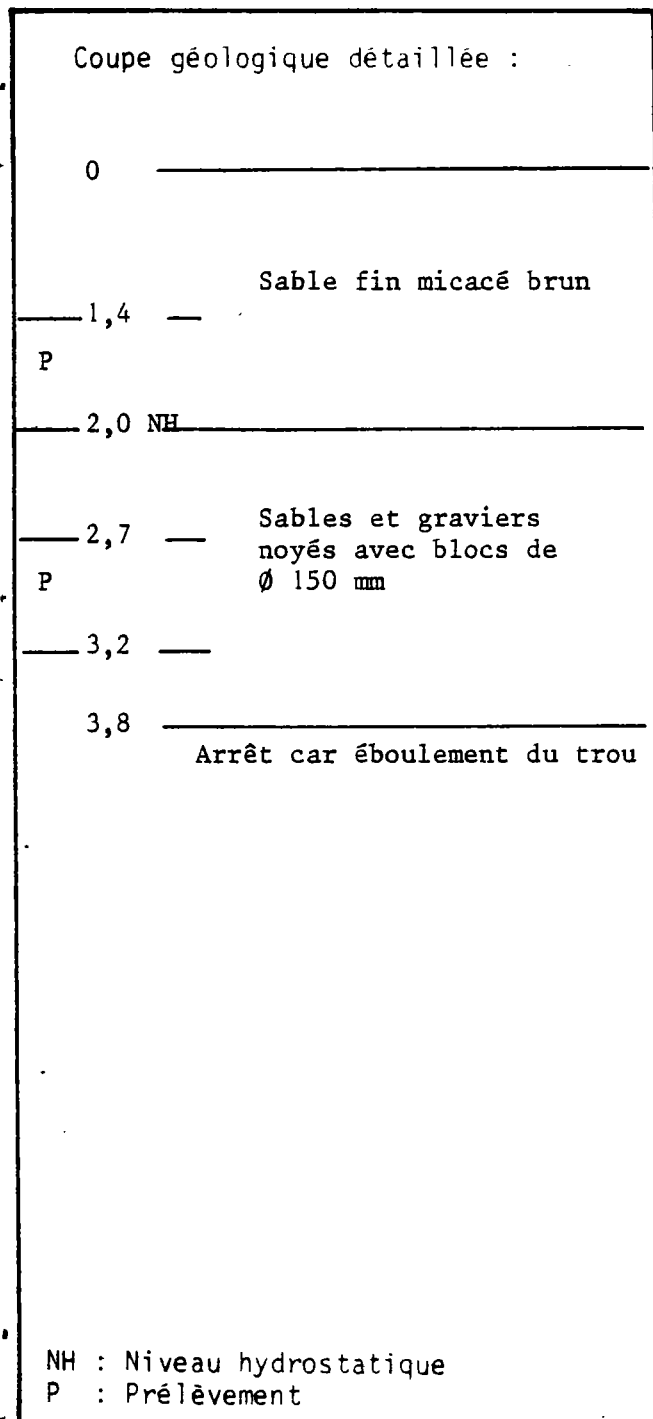 Coupe géologique détaillée :
0
Sable fin micacé brun
1,4
P
2,0 NH
2,7
Sables et graviers
noyés avec blocs de
Ø 150 mm
P
3,2
3,8
Arrêt car éboulement du trou
NH : Niveau hydrostatique
P : Prélèvement